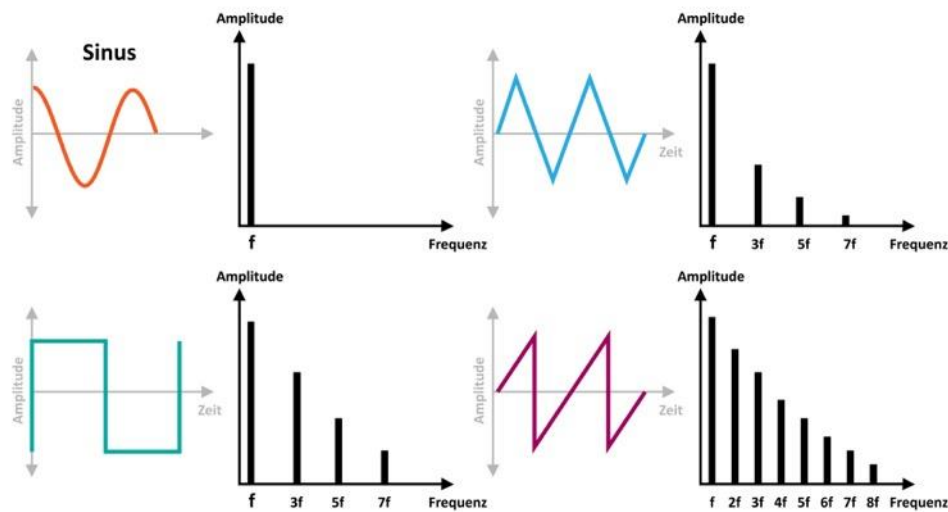 Sinus
Amplitude
Amplitude
f
Frequenz
Amplitude
Zeit
Amplitude
f 3f 5f 7f
Frequenz
Amplitude
Zeit
Amplitude
f 3f 5f 7f
Frequenz
Amplitude
Amplitude
f 2f 3f 4f 5f 6f 7f 8f
Frequenz